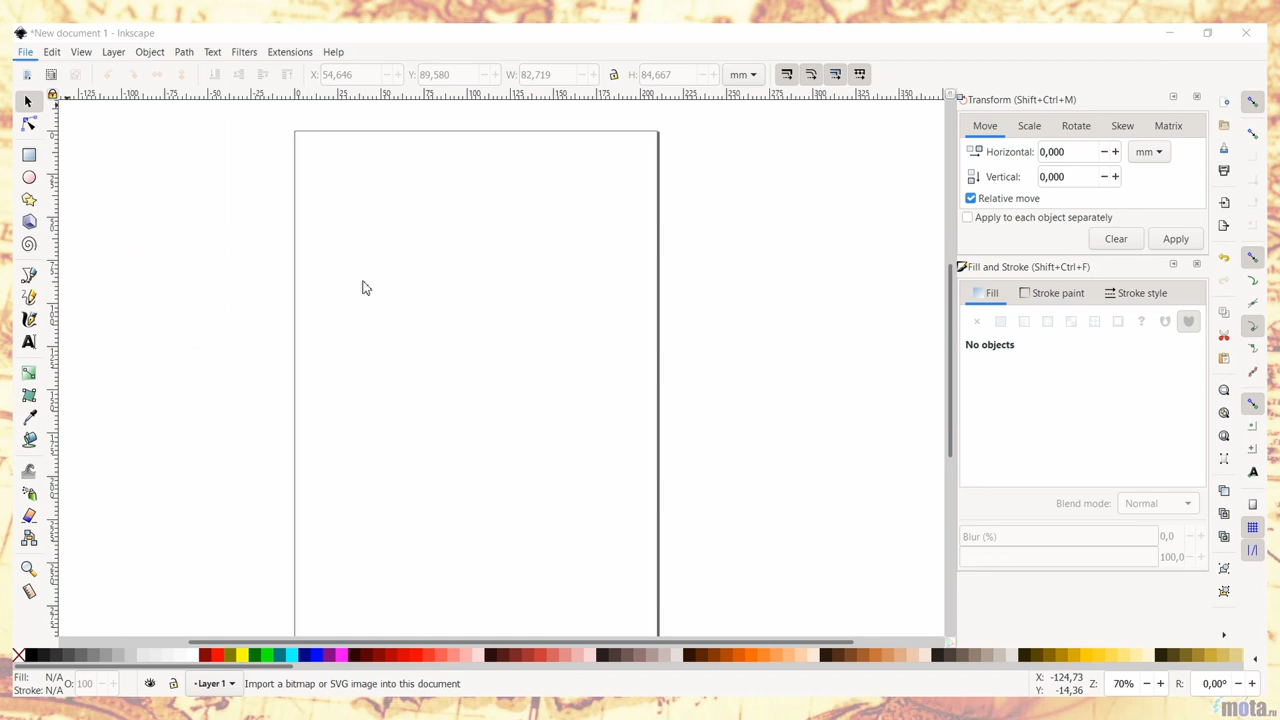 *New document 1 - Inkscape
File Edit View Layer Object Path Text Filters Extensions Help
X: 54,646 Y: 89,580 W: 82,719 H: 84,667 mm
Transform (Shift+Ctrl+M)
Move Scale Rotate Skew Matrix
Horizontal: 0,000 mm
Vertical: 0,000
Relative move
Apply to each object separately
Clear Apply
Fill and Stroke (Shift+Ctrl+F)
Fill Stroke paint Stroke style
No objects
Blend mode: Normal
Blur (%) 0,0
100,0
Fill: N/A
Stroke: N/A
O: 100
Layer 1
Import a bitmap or SVG image into this document
X: -124,73
Y: -14,36
Z: 70%
R: 0,00°
mota.ru